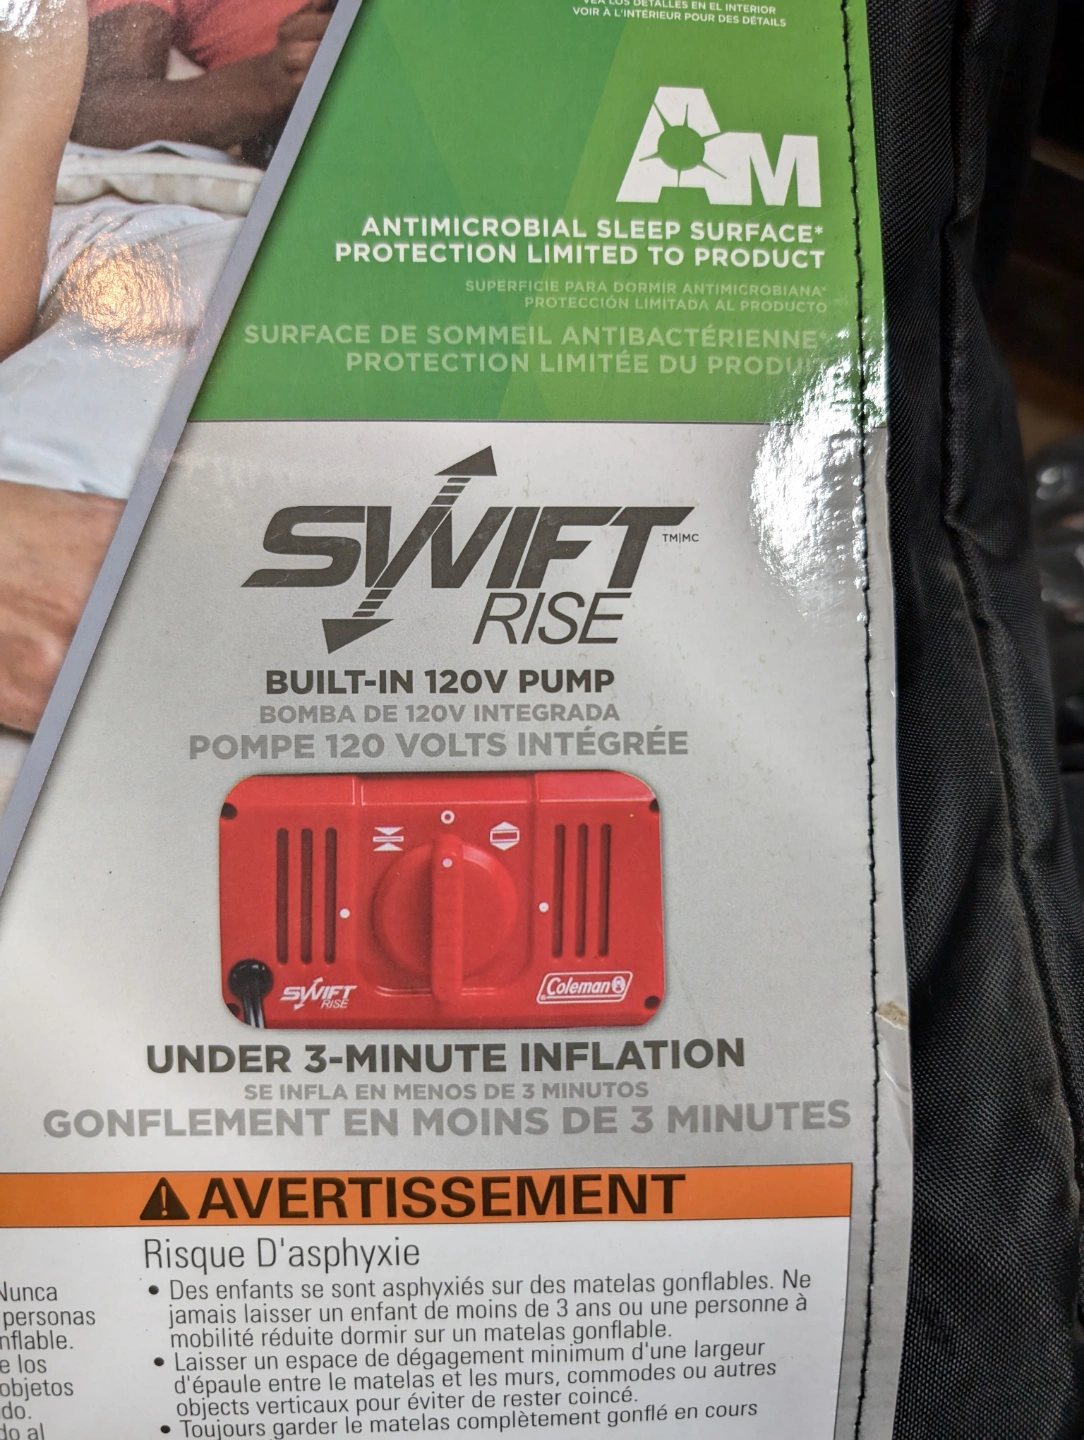 VEA LOS DETALLES EN EL INTERIOR
VOIR À L'INTÉRIEUR POUR DES DÉTAILS
AM
ANTIMICROBIAL SLEEP SURFACE*
PROTECTION LIMITED TO PRODUCT
SUPERFICIE PARA DORMIR ANTIMICROBIANA*
PROTECCIÓN LIMITADA AL PRODUCTO
SURFACE DE SOMMEIL ANTIBACTÉRIENNE*
PROTECTION LIMITÉE DU
SWIFT TM|MC
RISE
BUILT-IN 120V PUMP
BOMBA DE 120V INTEGRADA
POMPE 120 VOLTS INTÉGRÉE
SWIFT
RISE
Coleman
UNDER 3-MINUTE INFLATION
SE INFLA EN MENOS DE 3 MINUTOS
GONFLEMENT EN MOINS DE 3 MINUTES
AVERTISSEMENT
Nunca
personas
e los
objetos
do al
Risque D'asphyxie
• Des enfants se sont asphyxiés sur des matelas gonflables. Ne
jamais laisser un enfant de moins de 3 ans ou une personne à
mobilité réduite dormir sur un matelas gonflable.
• Laisser un espace de dégagement minimum d'une largeur
d'épaule entre le matelas et les murs, commodes ou autres
objects verticaux pour éviter de rester coincé.
• Toujours garder le matelas complètement gonflé en cours